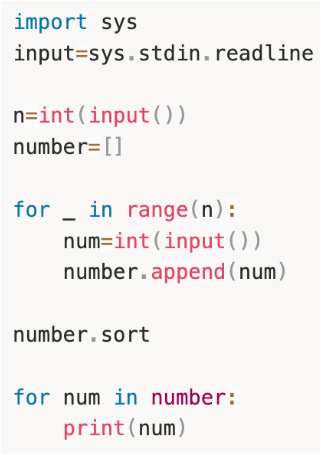 import sys
input=sys.stdin.readline

n=int(input())
number=[]

for _ in range(n):
    num=int(input())
    number.append(num)

number.sort

for num in number:
    print(num)